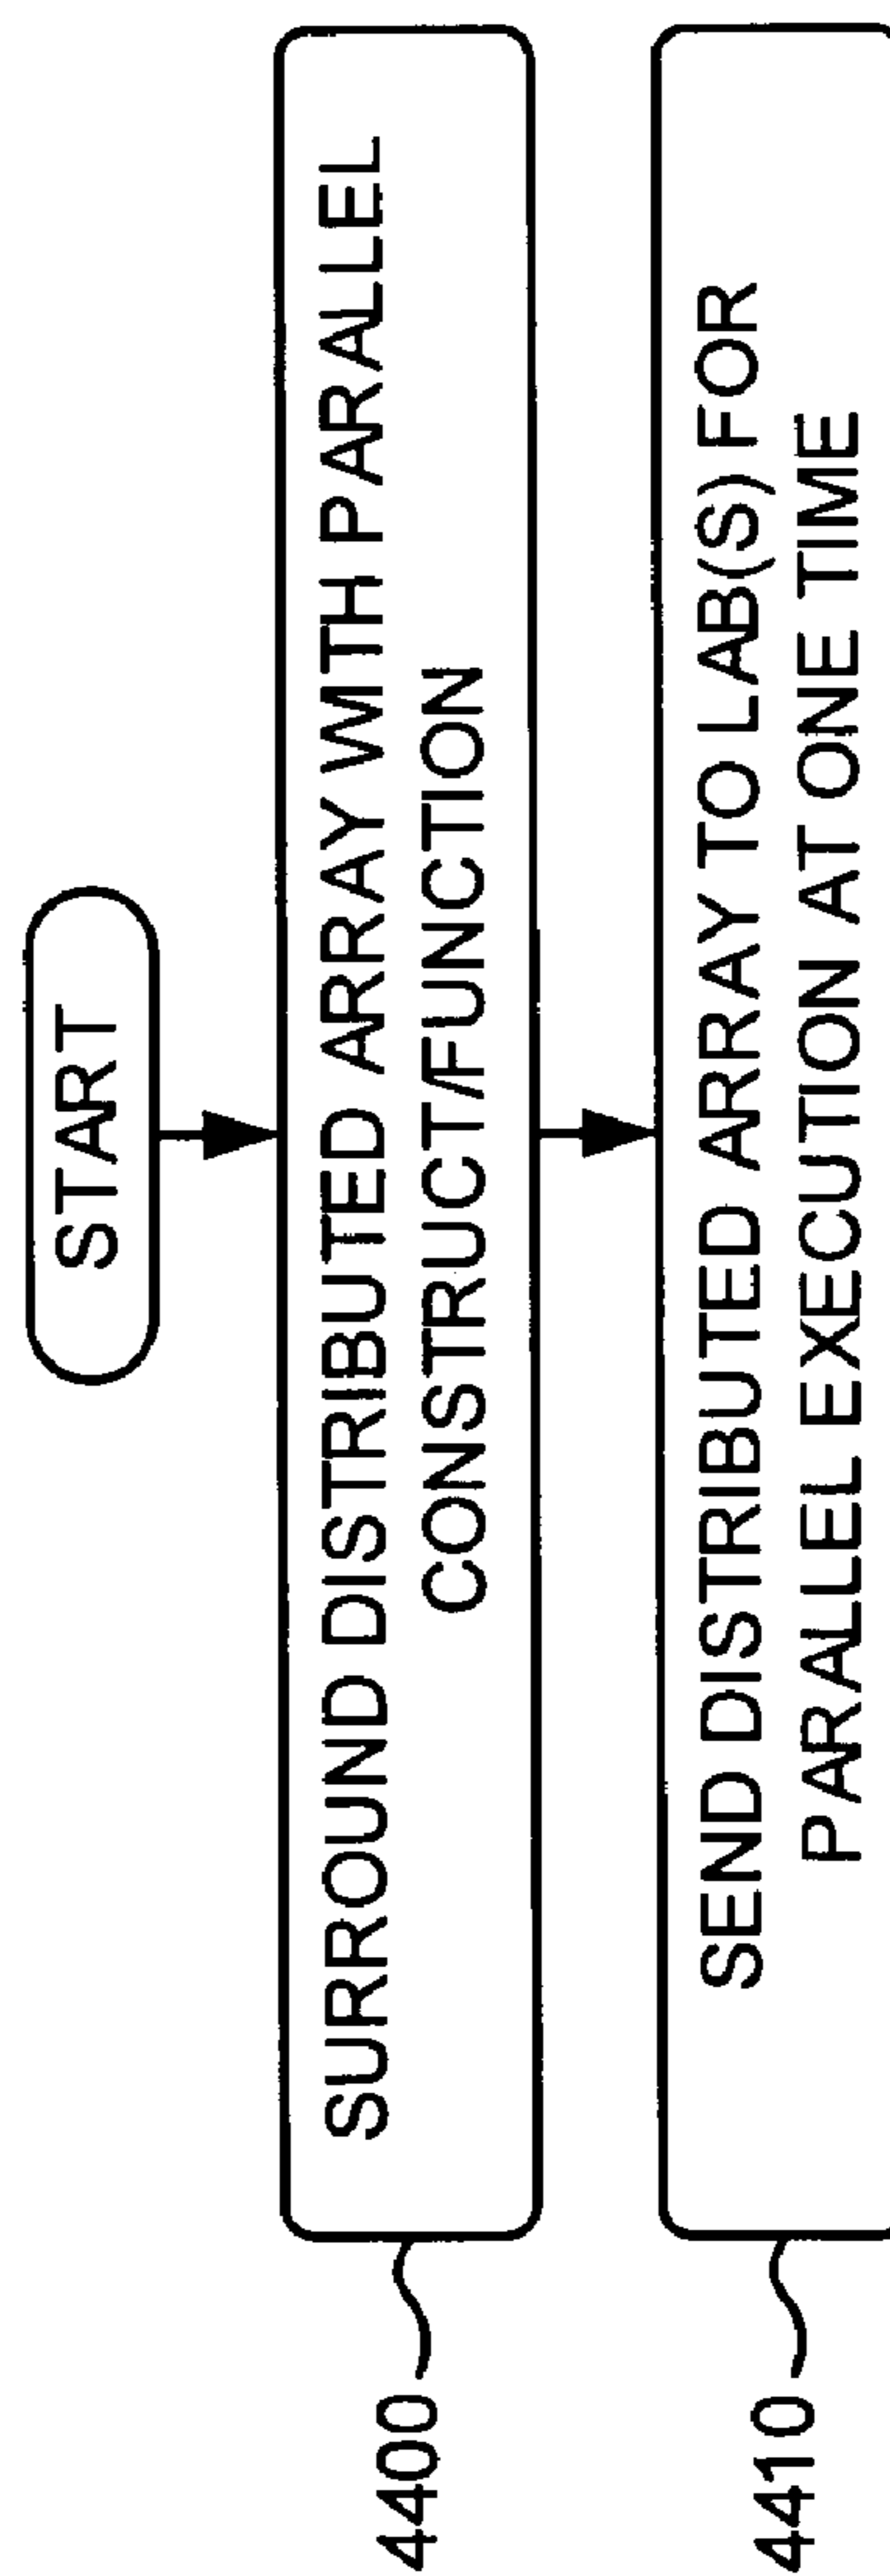 START
4400
SURROUND DISTRIBUTED ARRAY WITH PARALLEL
CONSTRUCT/FUNCTION
4410
SEND DISTRIBUTED ARRAY TO LAB(S) FOR
PARALLEL EXECUTION AT ONE TIME